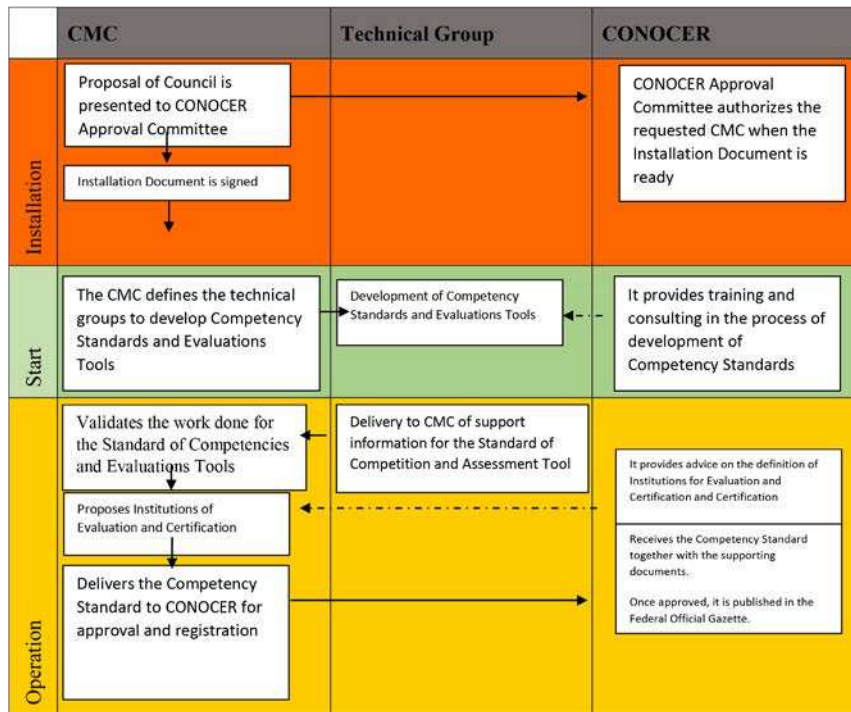 CMC
Technical Group
CONOCER
Installation
Proposal of Council is
presented to CONOCER
Approval Committee
CONOCER Approval
Committee authorizes the
requested CMC when the
Installation Document is
ready
Installation Document is signed
Start
The CMC defines the technical
groups to develop Competency
Standards and Evaluations
Tools
Development of Competency
Standards and Evaluations Tools
It provides training and
consulting in the process of
development of
Competency Standards
Operation
Validates the work done for
the Standard of Competencies
and Evaluations Tools
Delivery to CMC of support
information for the Standard of
Competition and Assessment Tool
It provides advice on the definition of
Institutions for Evaluation and
Certification and Certification
Proposes Institutions of
Evaluation and Certification
Receives the Competency Standard
together with the supporting
documents.
Once approved, it is published in the
Federal Official Gazette.
Delivers the Competency
Standard to CONOCER for
approval and registration